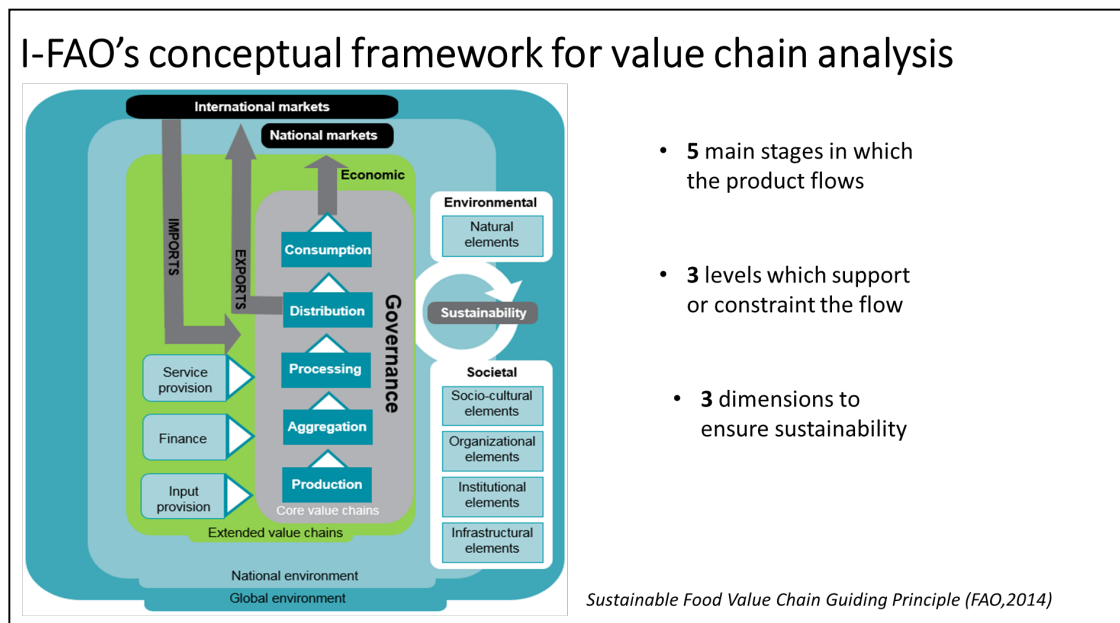 I-FAO’s conceptual framework for value chain analysis
International markets
National markets
Economic
IMPORTS
EXPORTS
Consumption
Distribution
Processing
Aggregation
Production
Governance
Core value chains
Service
provision
Finance
Input
provision
Extended value chains
National environment
Global environment
Environmental
Natural
elements
Sustainability
Societal
Socio-cultural
elements
Organizational
elements
Institutional
elements
Infrastructural
elements
• 5 main stages in which
the product flows
• 3 levels which support
or constraint the flow
• 3 dimensions to
ensure sustainability
Sustainable Food Value Chain Guiding Principle (FAO,2014)